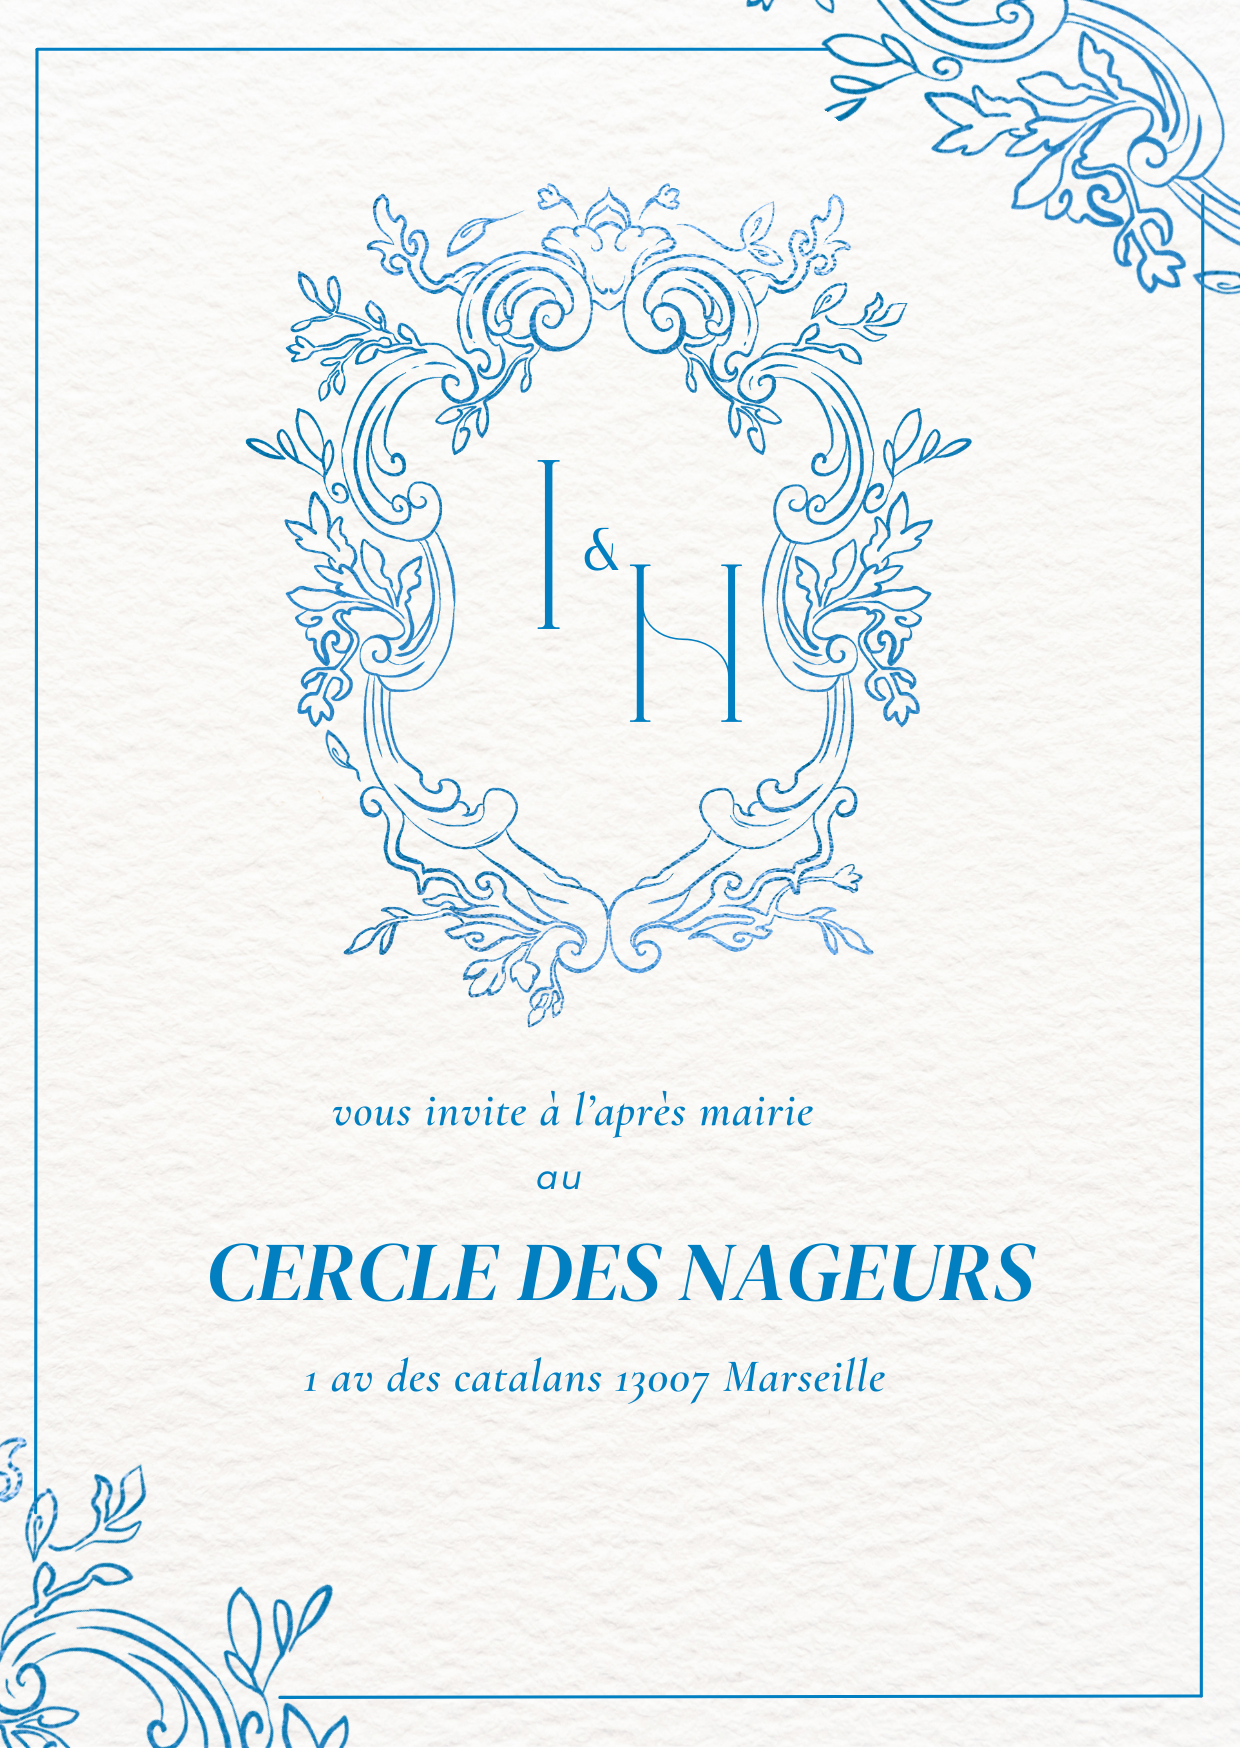 I
&
H
vous invite à l’après mairie
au
CERCLE DES NAGEURS
1 av des catalans 13007 Marseille